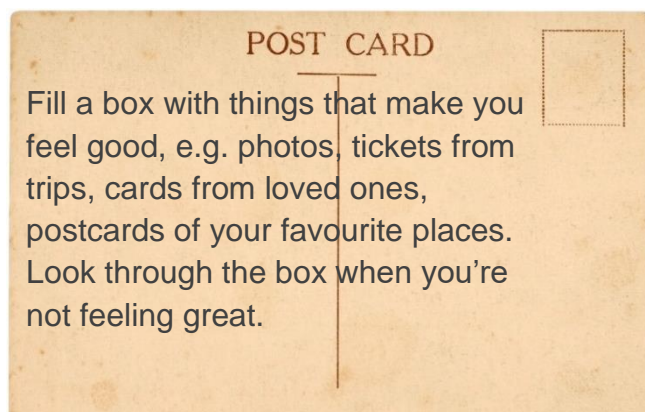 POST CARD
Fill a box with things that make you
feel good, e.g. photos, tickets from
trips, cards from loved ones,
postcards of your favourite places.
Look through the box when you’re
not feeling great.